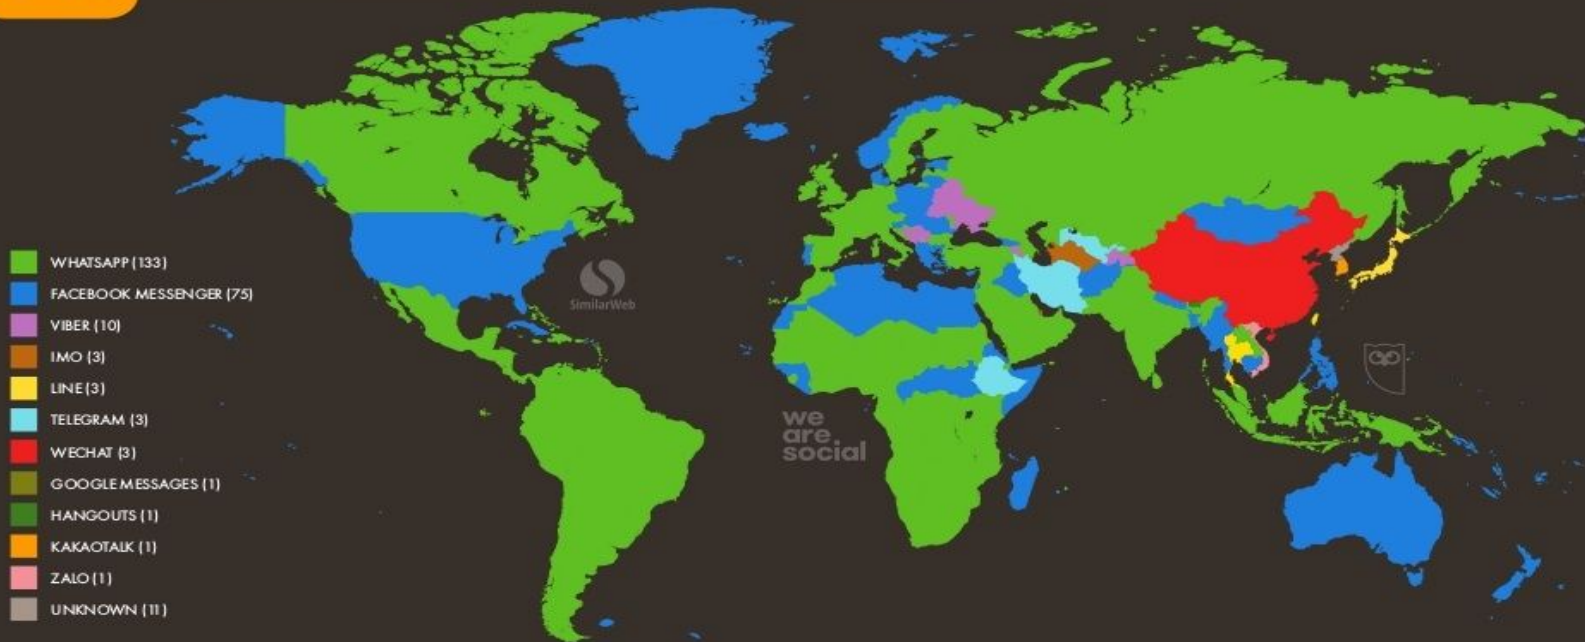 WHATSAPP (133)
FACEBOOK MESSENGER (75)
VIBER (10)
IMO (3)
LINE (3)
TELEGRAM (3)
WECHAT (3)
GOOGLE MESSAGES (1)
HANGOUTS (1)
KAKAOTALK (1)
ZALO (1)
UNKNOWN (11)
SimilarWeb
we
are
social